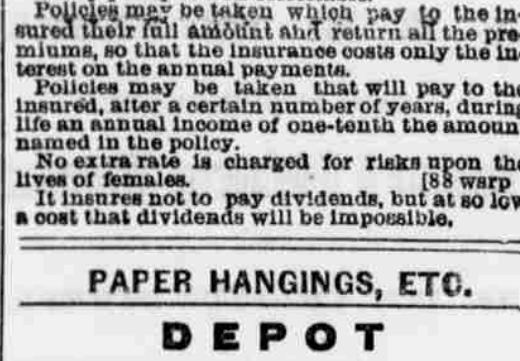 Policies may be taken which pay to the in-
sured their full amount and return all the pre-
miums, so that the insurance costs only the in-
terest on the annual payments.
Policies may be taken that will pay to the
insured, after a certain number of years, during
life an annual income of one-tenth the amoun
named in the policy.
No extra rate is charged for risks upon the
lives of females. [88 wsrp
It insures not to pay dividends, but at so low
a cost that dividends will be impossible.
PAPER HANGINGS, ETC.
DEPOT